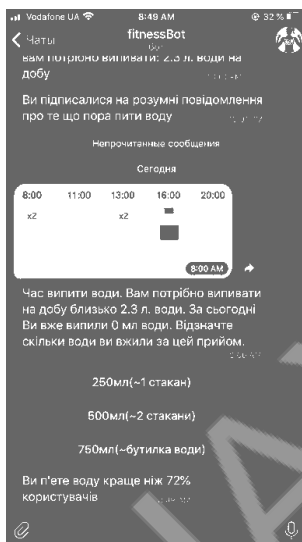 Vodafone UA 8:49 AM 32 %
Чаты
fitnessBot
бот
вам потрібно випивати: 2.3 л. води на
добу
Ви підписалися на розумні повідомлення
про те що пора пити воду
Непрочитанные сообщения
Сегодня
8:00 11:00 13:00 16:00 20:00
x2 x2
8:00 AM
Час випити води. Вам потрібно випивати
на добу близько 2.3 л. води. За сьогодні
Ви вже випили 0 мл води. Відзначте
скільки води ви вжили за цей прийом.
250мл(~1 стакан)
500мл(~2 стакани)
750мл(~бутилка води)
Ви п'єте воду краще ніж 72%
користувачів